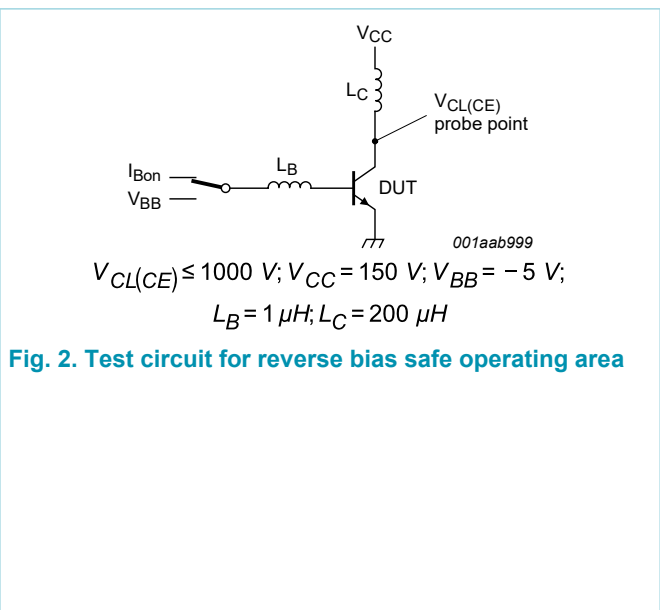 VCC
LC
VCL(CE)
probe point
IBon
LB
VBB
DUT
001aab999
VCL(CE) ≤ 1000 V; VCC = 150 V; VBB = − 5 V;
LB = 1 μH; LC = 200 μH
Fig. 2. Test circuit for reverse bias safe operating area